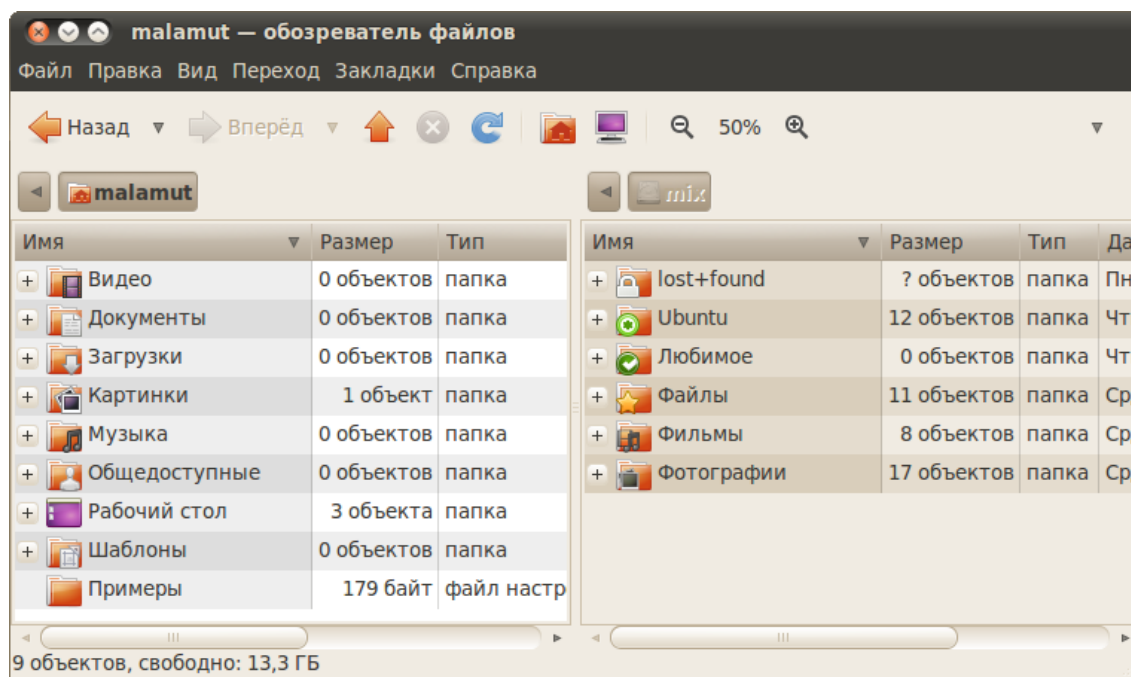 malamut — обозреватель файлов
Файл Правка Вид Переход Закладки Справка
Назад Вперёд 50%
malamut
mix
Имя Размер Тип
Видео 0 объектов папка
Документы 0 объектов папка
Загрузки 0 объектов папка
Картинки 1 объект папка
Музыка 0 объектов папка
Общедоступные 0 объектов папка
Рабочий стол 3 объекта папка
Шаблоны 0 объектов папка
Примеры 179 байт файл настр
Имя Размер Тип Да
lost+found ? объектов папка Пн
Ubuntu 12 объектов папка Чт
Любимое 0 объектов папка Чт
Файлы 11 объектов папка Ср
Фильмы 8 объектов папка Ср
Фотографии 17 объектов папка Ср
9 объектов, свободно: 13,3 ГБ